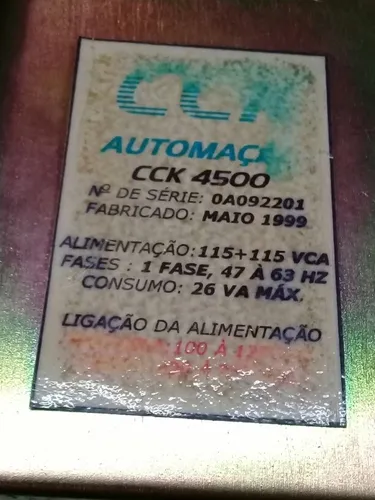 AUTOMAÇ
CCK 4500
Nº DE SÉRIE: 0A092201
FABRICADO: MAIO 1999
ALIMENTAÇÃO:115+115 VCA
FASES : 1 FASE, 47 À 63 HZ
CONSUMO: 26 VA MÁX.
LIGAÇÃO DA ALIMENTAÇÃO
:100 À